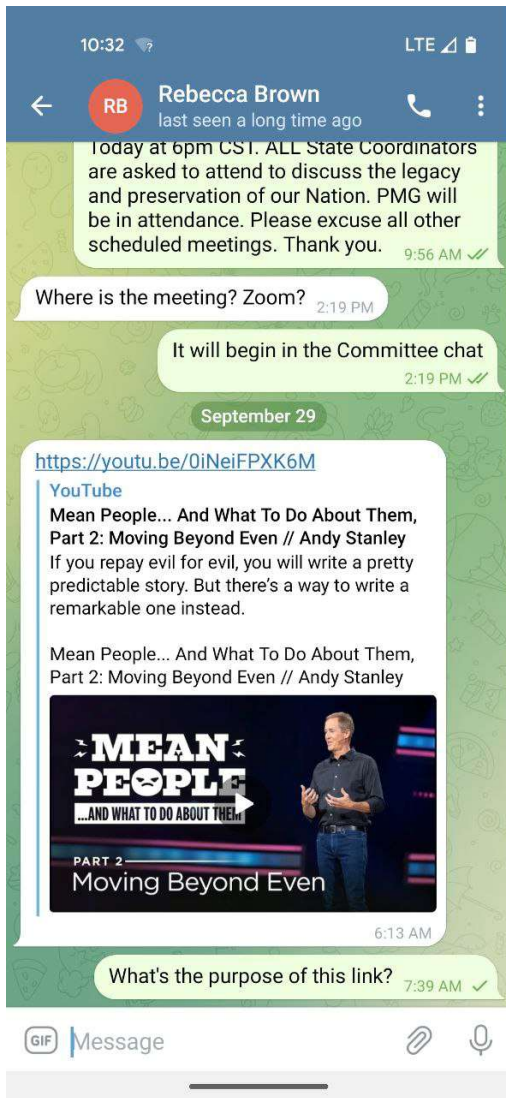 10:32
LTE
RB
Rebecca Brown
last seen a long time ago
Today at 6pm CST. ALL State Coordinators
are asked to attend to discuss the legacy
and preservation of our Nation. PMG will
be in attendance. Please excuse all other
scheduled meetings. Thank you.
9:56 AM
Where is the meeting? Zoom?
2:19 PM
It will begin in the Committee chat
2:19 PM
September 29
https://youtu.be/0iNeiFPXK6M
YouTube
Mean People... And What To Do About Them,
Part 2: Moving Beyond Even // Andy Stanley
If you repay evil for evil, you will write a pretty
predictable story. But there's a way to write a
remarkable one instead.
Mean People... And What To Do About Them,
Part 2: Moving Beyond Even // Andy Stanley
MEAN
PEOPLE
...AND WHAT TO DO ABOUT THEM
PART 2
Moving Beyond Even
6:13 AM
What's the purpose of this link?
7:39 AM
GIF
Message